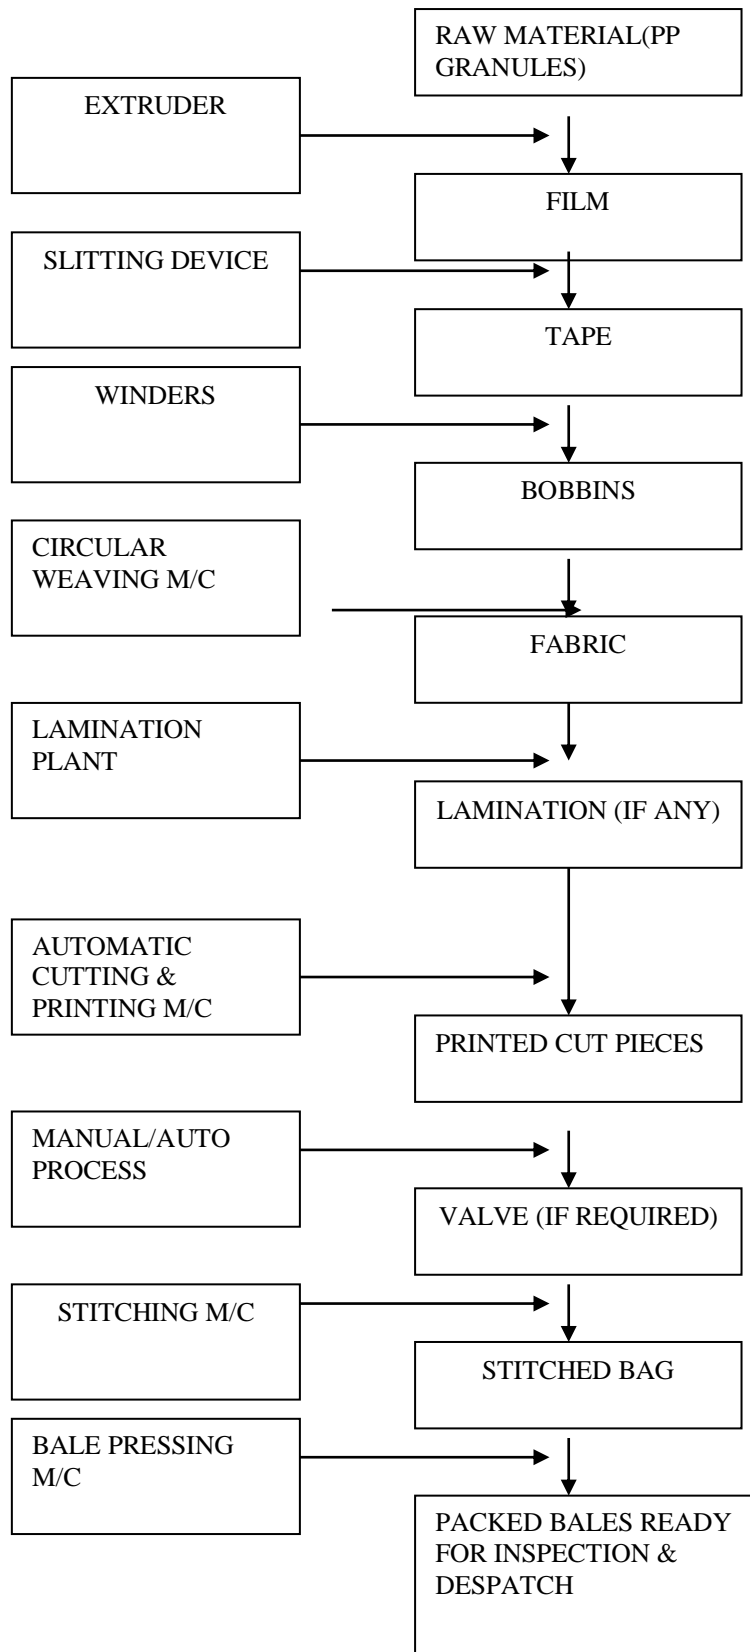 RAW MATERIAL(PP
GRANULES)
EXTRUDER
FILM
SLITTING DEVICE
TAPE
WINDERS
BOBBINS
CIRCULAR
WEAVING M/C
FABRIC
LAMINATION
PLANT
LAMINATION (IF ANY)
AUTOMATIC
CUTTING &
PRINTING M/C
PRINTED CUT PIECES
MANUAL/AUTO
PROCESS
VALVE (IF REQUIRED)
STITCHING M/C
STITCHED BAG
BALE PRESSING
M/C
PACKED BALES READY
FOR INSPECTION &
DESPATCH